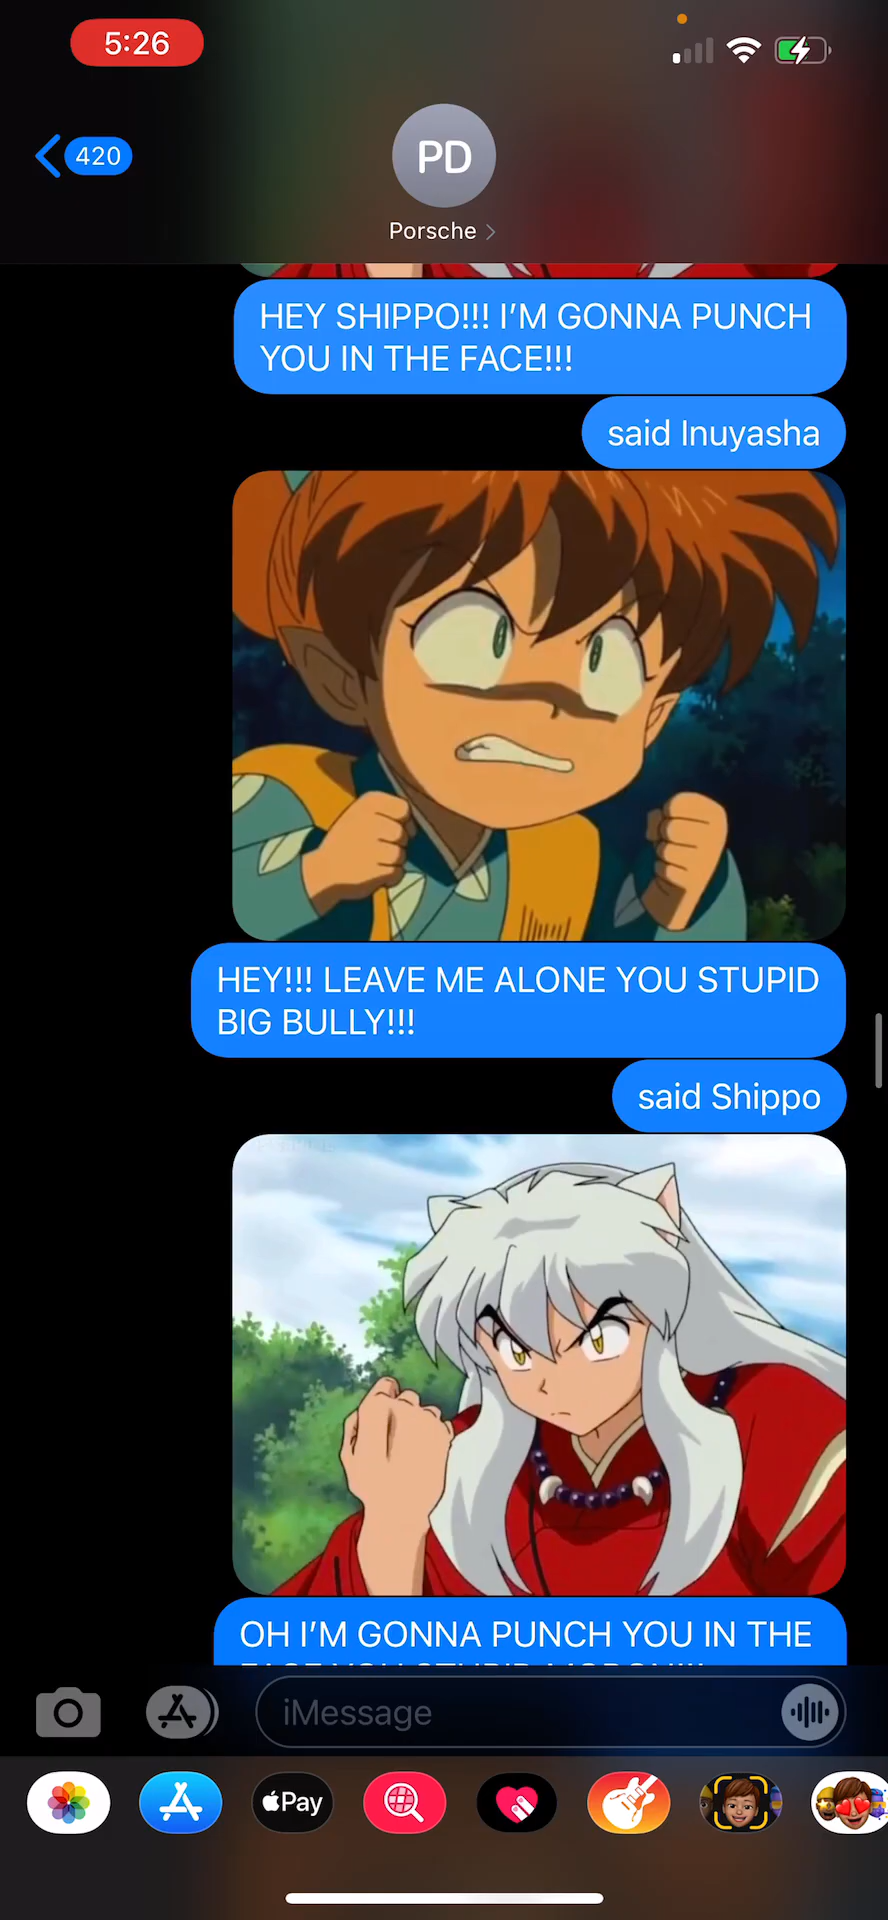 5:26
420
PD
Porsche
HEY SHIPPO!!! I'M GONNA PUNCH
YOU IN THE FACE!!!
said Inuyasha
HEY!!! LEAVE ME ALONE YOU STUPID
BIG BULLY!!!
said Shippo
OH I'M GONNA PUNCH YOU IN THE
iMessage
Pay